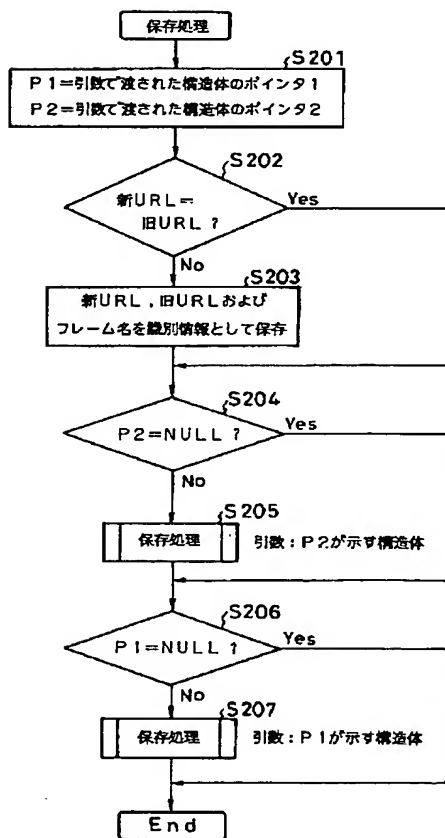 保存処理
S201
P1=引数で渡された構造体のポインタ1
P2=引数で渡された構造体のポインタ2
S202
新URL=
旧URL?
Yes
No
S203
新URL,旧URLおよび
フレーム名を識別情報として保存
S204
P2=NULL?
Yes
No
S205
保存処理
引数:P2が示す構造体
S206
P1=NULL?
Yes
No
S207
保存処理
引数:P1が示す構造体
End